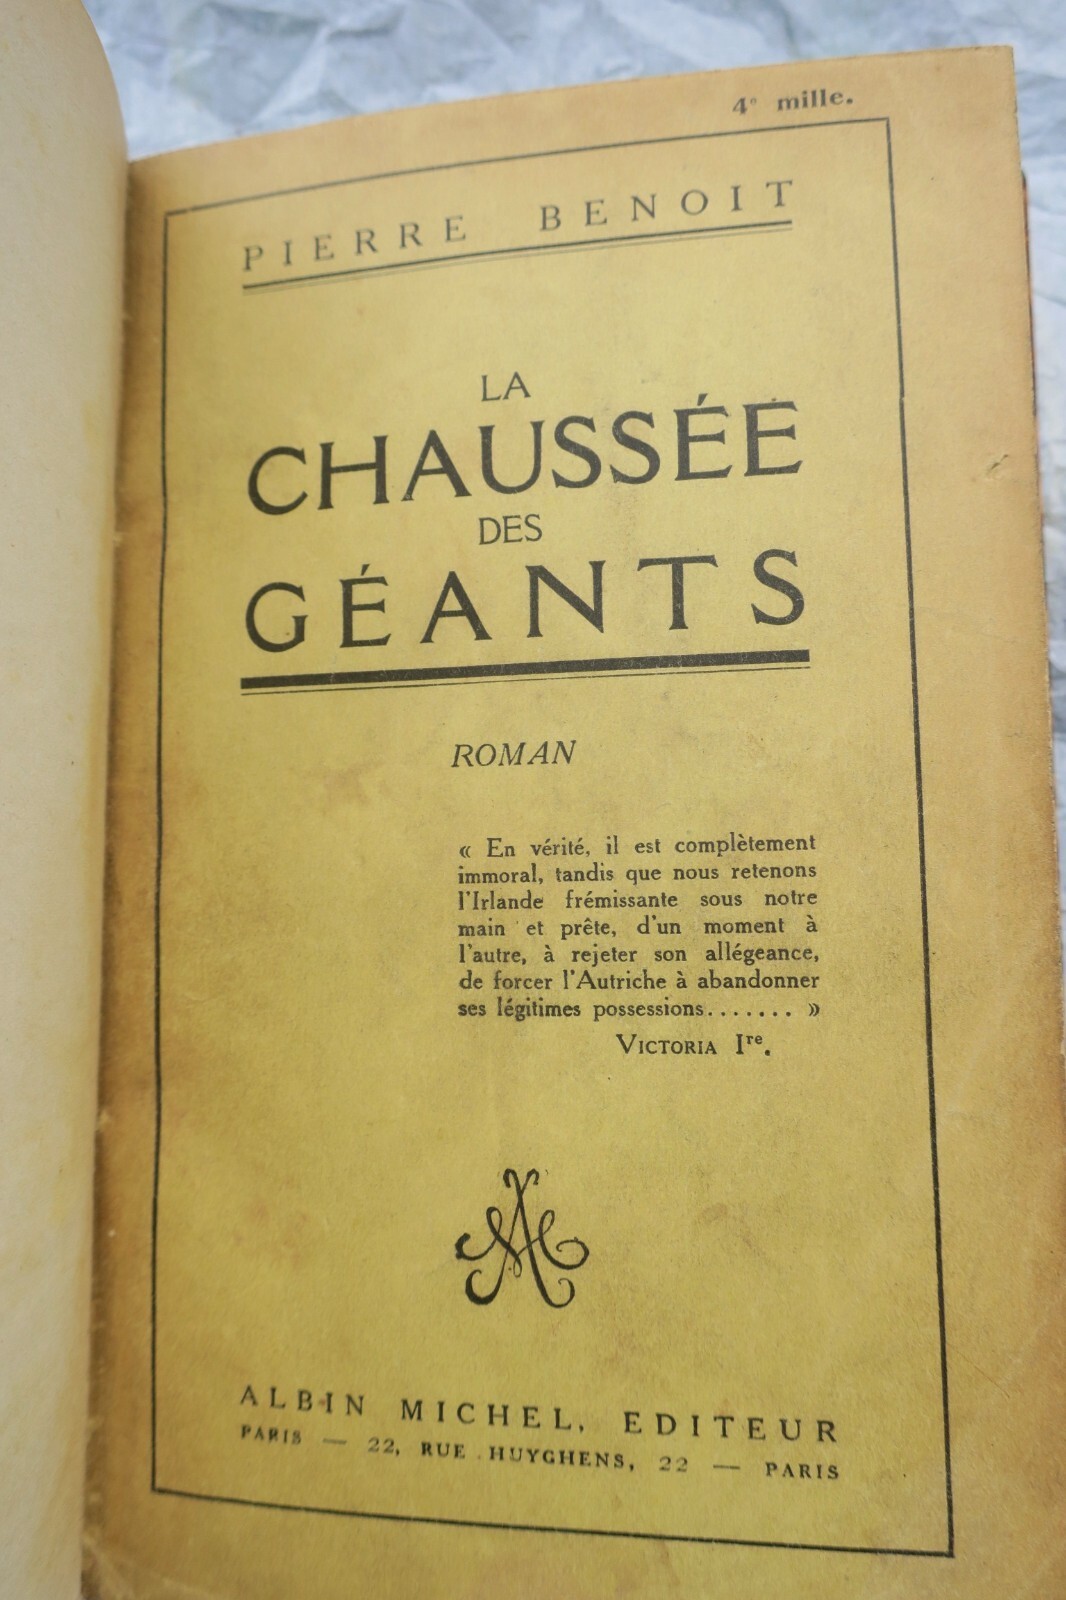 4e mille.
PIERRE BENOIT
LA
CHAUSSÉE
DES
GÉANTS
ROMAN
« En vérité, il est complètement
immoral, tandis que nous retenons
l'Irlande frémissante sous notre
main et prête, d'un moment à
l'autre, à rejeter son allégeance,
de forcer l'Autriche à abandonner
ses légitimes possessions....... »
VICTORIA Ire.
ALBIN MICHEL, EDITEUR
PARIS — 22, RUE HUYGHENS, 22 — PARIS